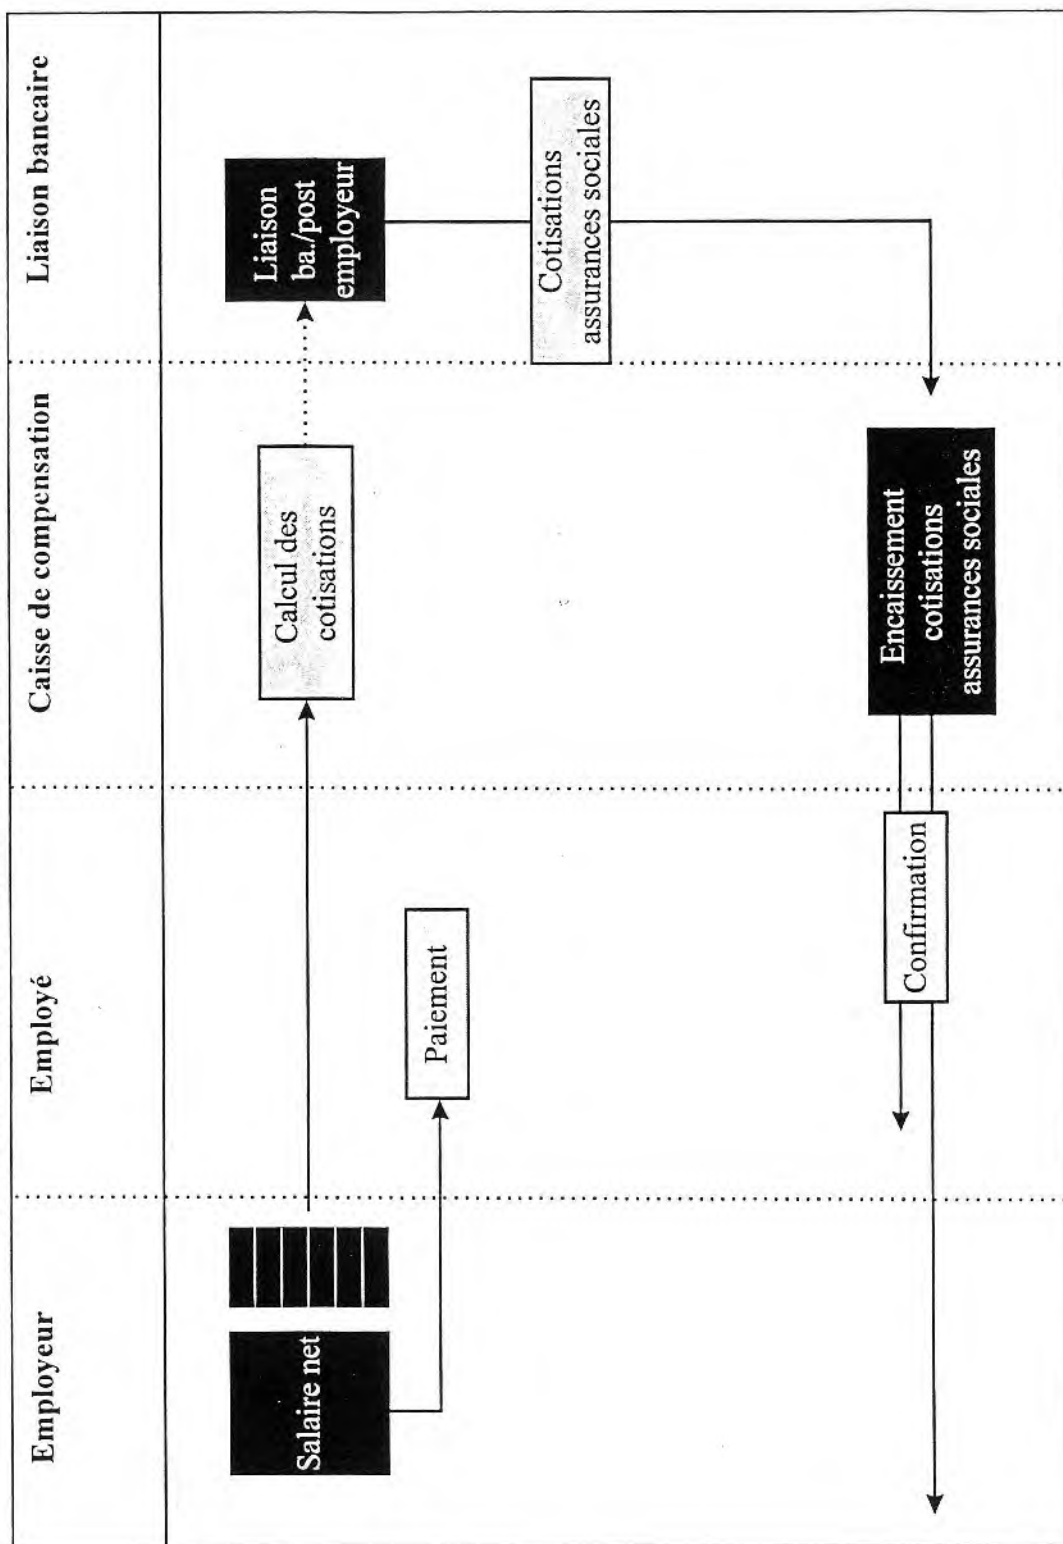 Employeur
Employé
Caisse de compensation
Liaison bancaire
Salaire net
Calcul des
cotisations
Liaison
ba./post
employeur
Paiement
Cotisations
assurances sociales
Confirmation
Encaissement
cotisations
assurances sociales